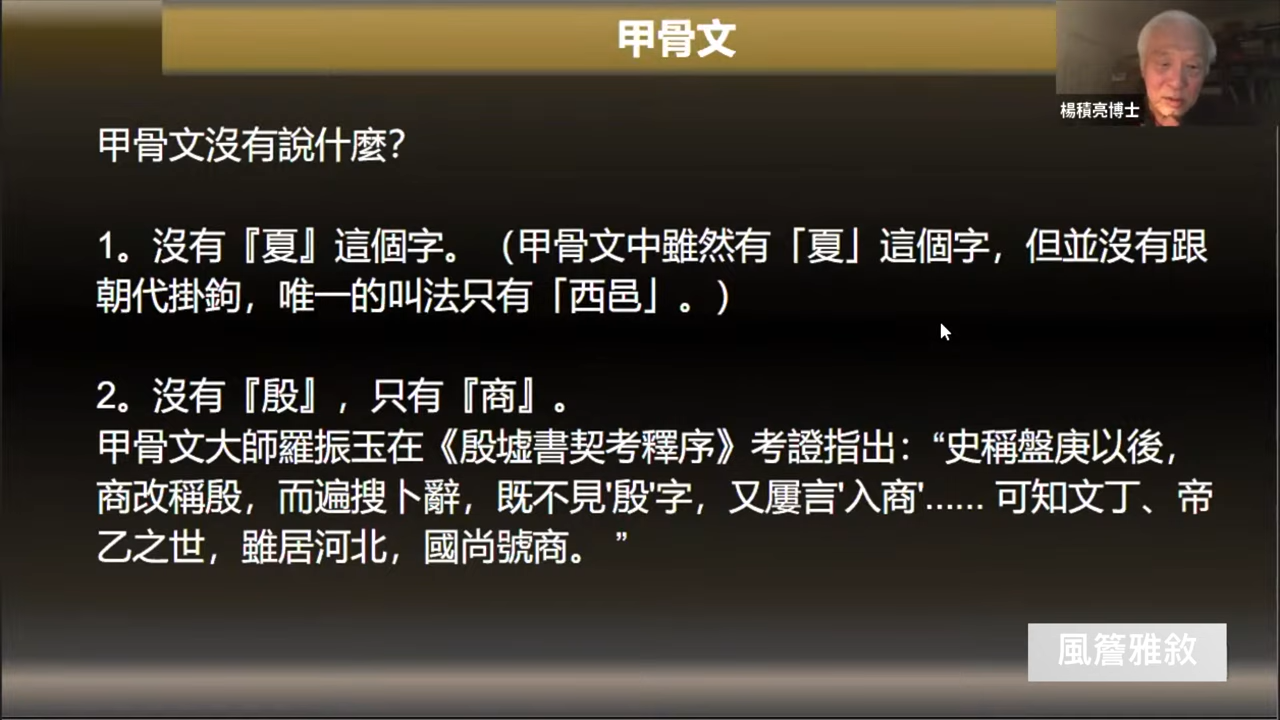 甲骨文
楊積亮博士
甲骨文沒有說什麼?
1。沒有『夏』這個字。（甲骨文中雖然有「夏」這個字，但並沒有跟
朝代掛鉤，唯一的叫法只有「西邑」。）
2。沒有『殷』，只有『商』。
甲骨文大師羅振玉在《殷墟書契考釋序》考證指出：“史稱盤庚以後，
商改稱殷，而遍搜卜辭，既不見'殷'字，又屢言'入商'…… 可知文丁、帝
乙之世，雖居河北，國尚號商。 ”
風簷雅敘